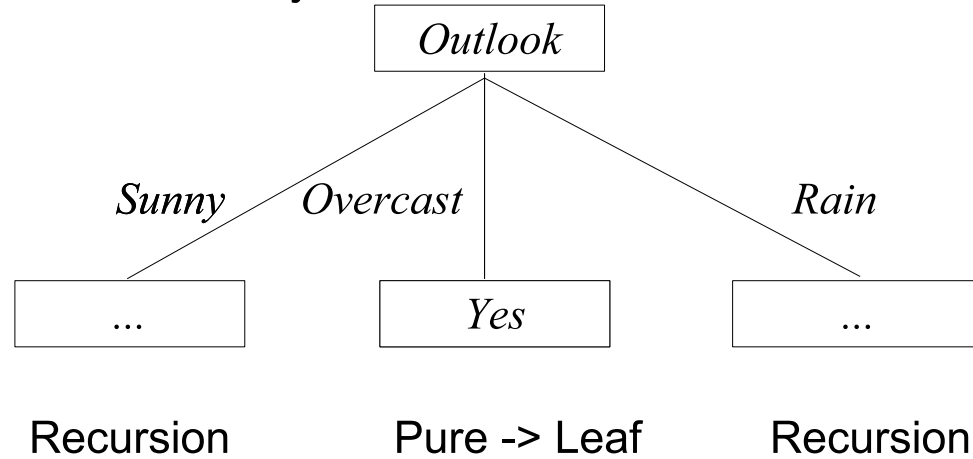 Outlook
Sunny Overcast Rain
... Yes ...
Recursion Pure -> Leaf Recursion